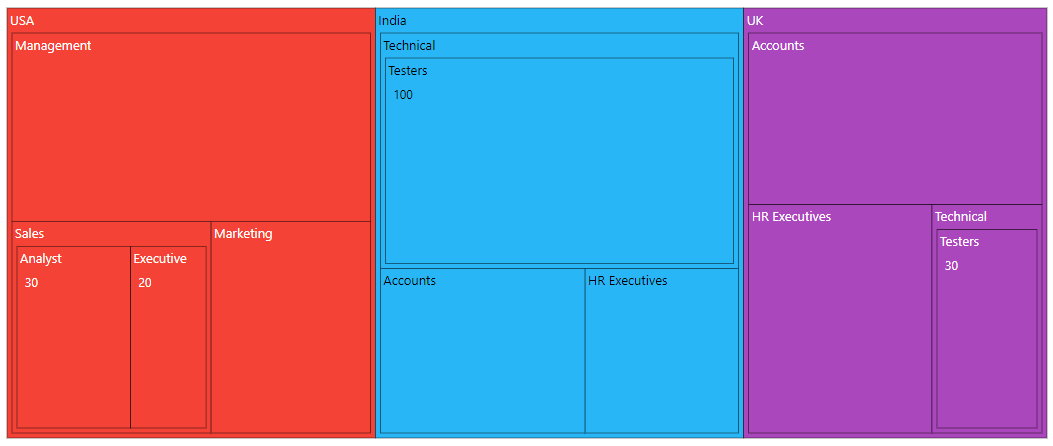 USA
Management
Sales
Analyst
30
Executive
20
Marketing
India
Technical
Testers
100
Accounts
HR Executives
UK
Accounts
HR Executives
Technical
Testers
30